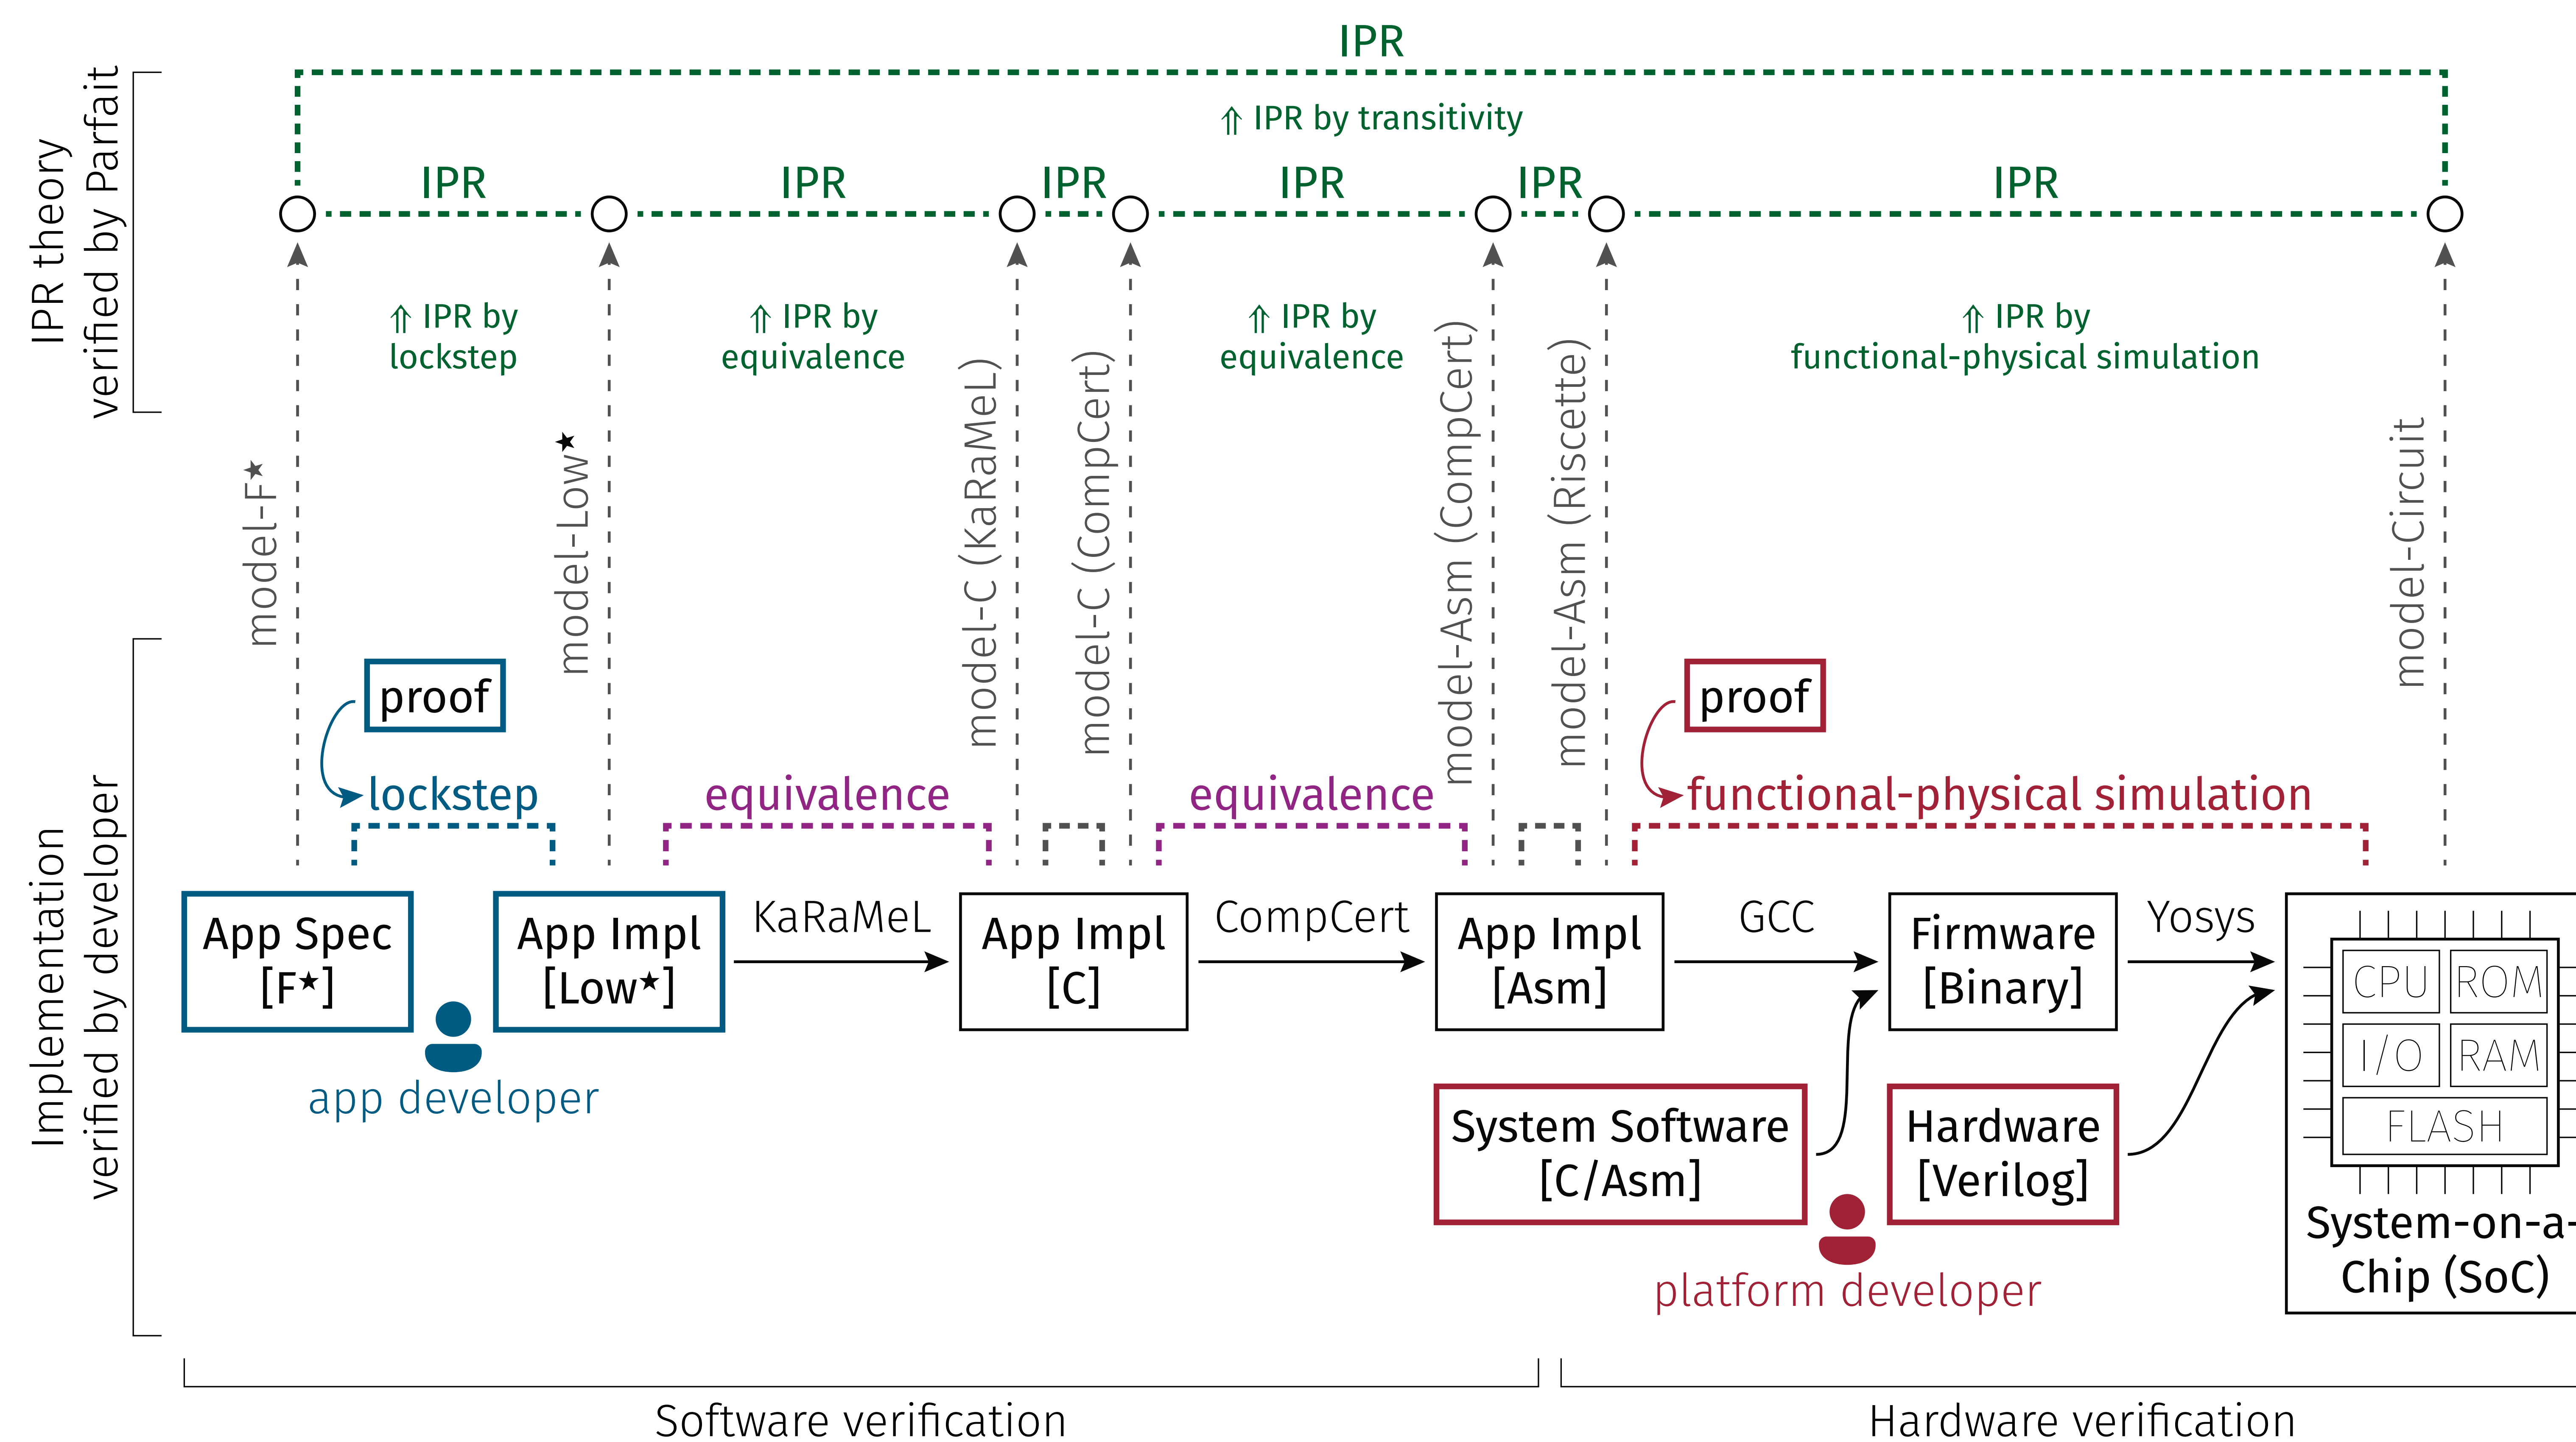 IPR
⇑ IPR by transitivity
IPR theory
verified by Parfait
IPR
IPR
IPR
IPR
IPR
IPR
⇑ IPR by
lockstep
⇑ IPR by
equivalence
⇑ IPR by
equivalence
⇑ IPR by
functional-physical simulation
model-F★
model-Low★
model-C (KaRaMeL)
model-C (CompCert)
model-Asm (CompCert)
model-Asm (Riscette)
model-Circuit
Implementation
verified by developer
proof
proof
lockstep
equivalence
equivalence
functional-physical simulation
App Spec
[F★]
App Impl
[Low★]
KaRaMeL
App Impl
[C]
CompCert
App Impl
[Asm]
GCC
Firmware
[Binary]
Yosys
CPU
ROM
I/O
RAM
FLASH
System-on-a-
Chip (SoC)
app developer
System Software
[C/Asm]
Hardware
[Verilog]
platform developer
Software verification
Hardware verification